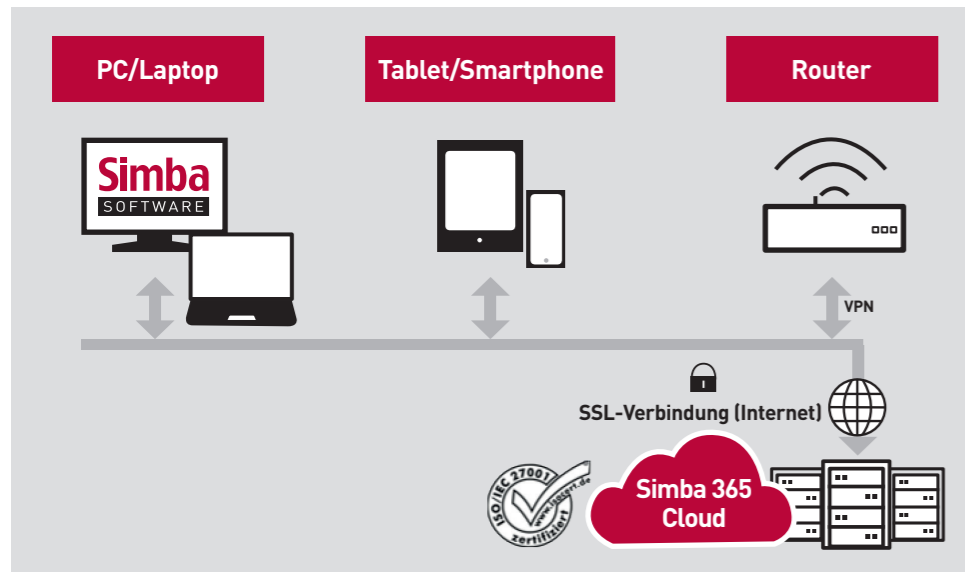 PC/Laptop
Tablet/Smartphone
Router
Simba
SOFTWARE
VPN
SSL-Verbindung (Internet)
ISO/IEC 27001
www.isocert.de
zertifiziert
Simba 365
Cloud